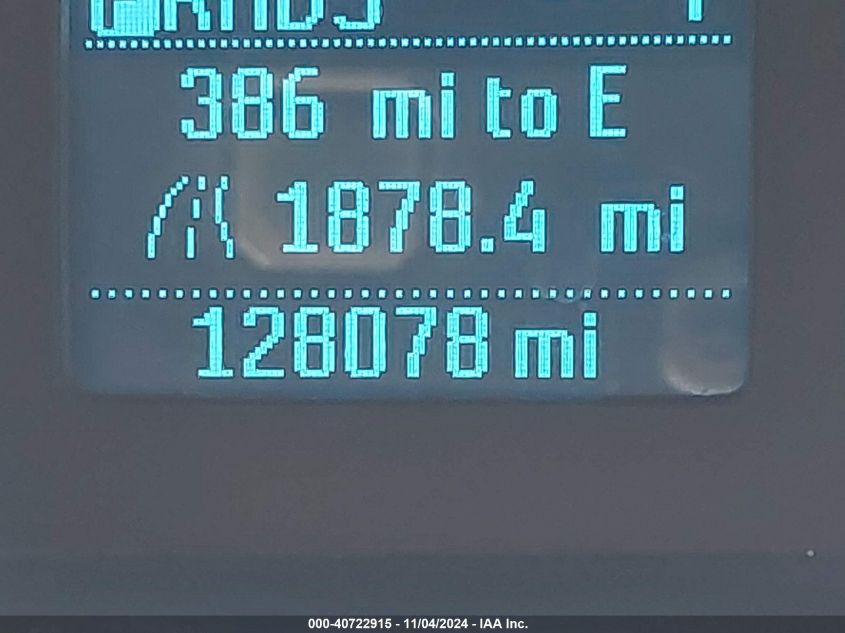 386 mi to E
1878.4 mi
128078 mi
000-40722915 - 11/04/2024 - IAA Inc.